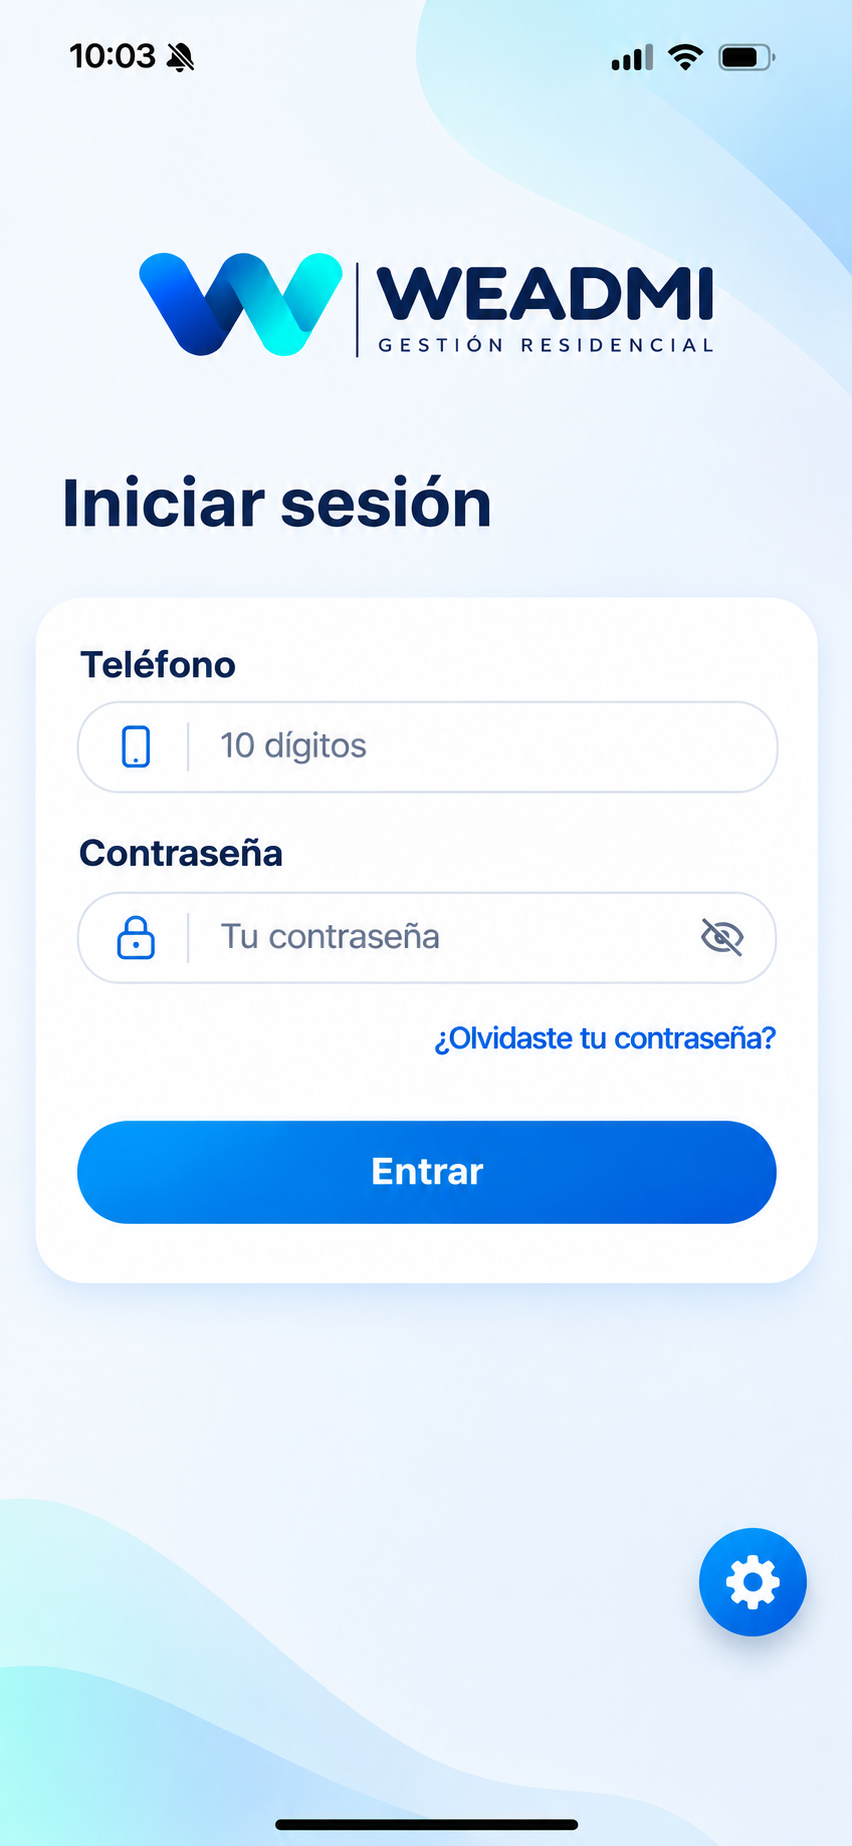 10:03
WEADMI
GESTIÓN RESIDENCIAL
Iniciar sesión
Teléfono
10 dígitos
Contraseña
Tu contraseña
¿Olvidaste tu contraseña?
Entrar